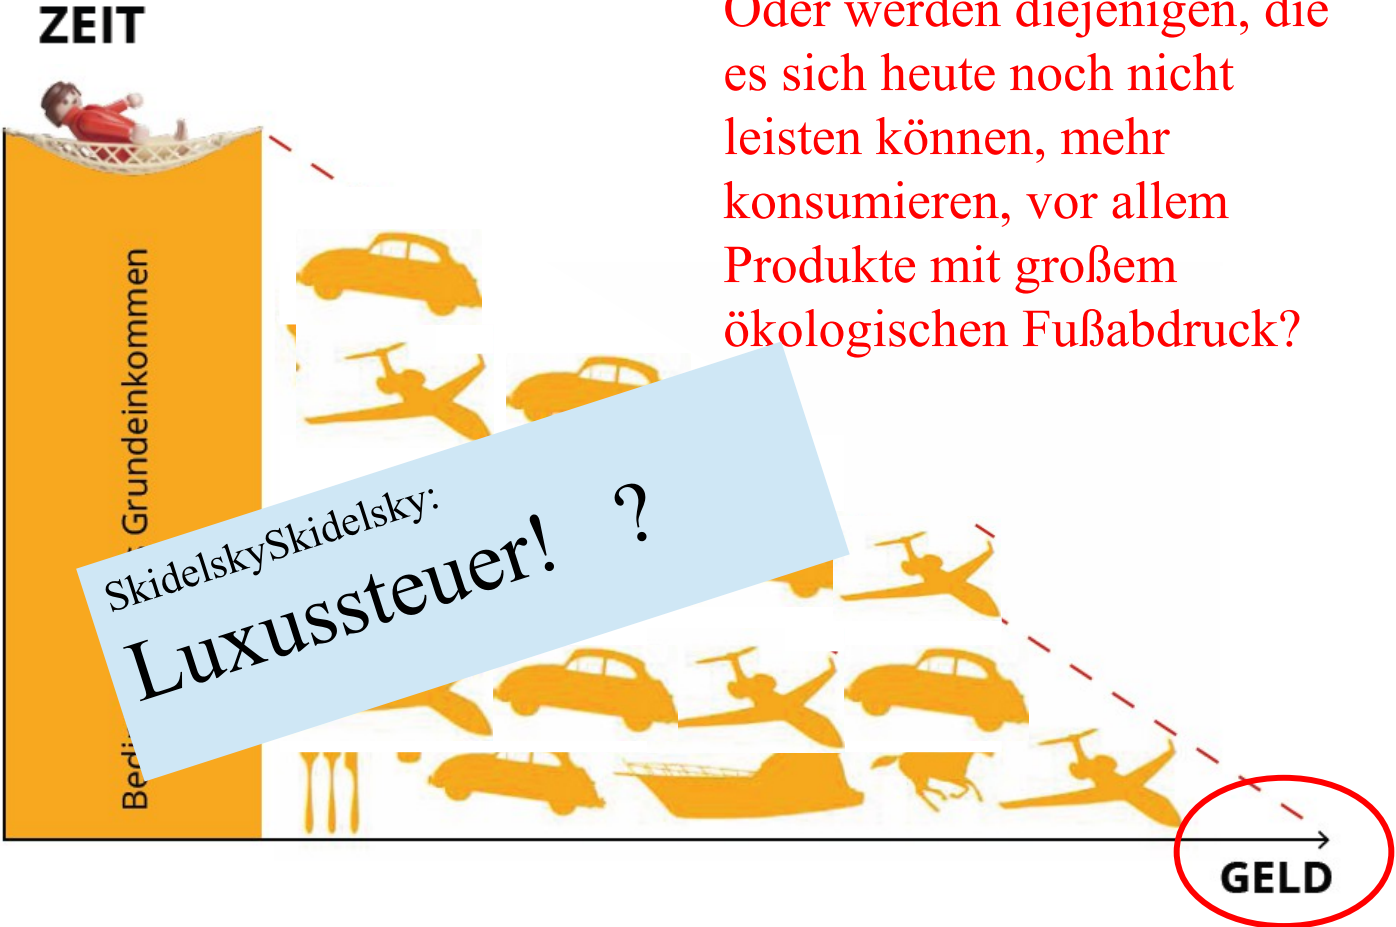 ZEIT
Oder werden diejenigen, die
es sich heute noch nicht
leisten können, mehr
konsumieren, vor allem
Produkte mit großem
ökologischen Fußabdruck?
Grundeinkommen
SkidelskySkidelsky:
Luxussteuer! ?
GELD